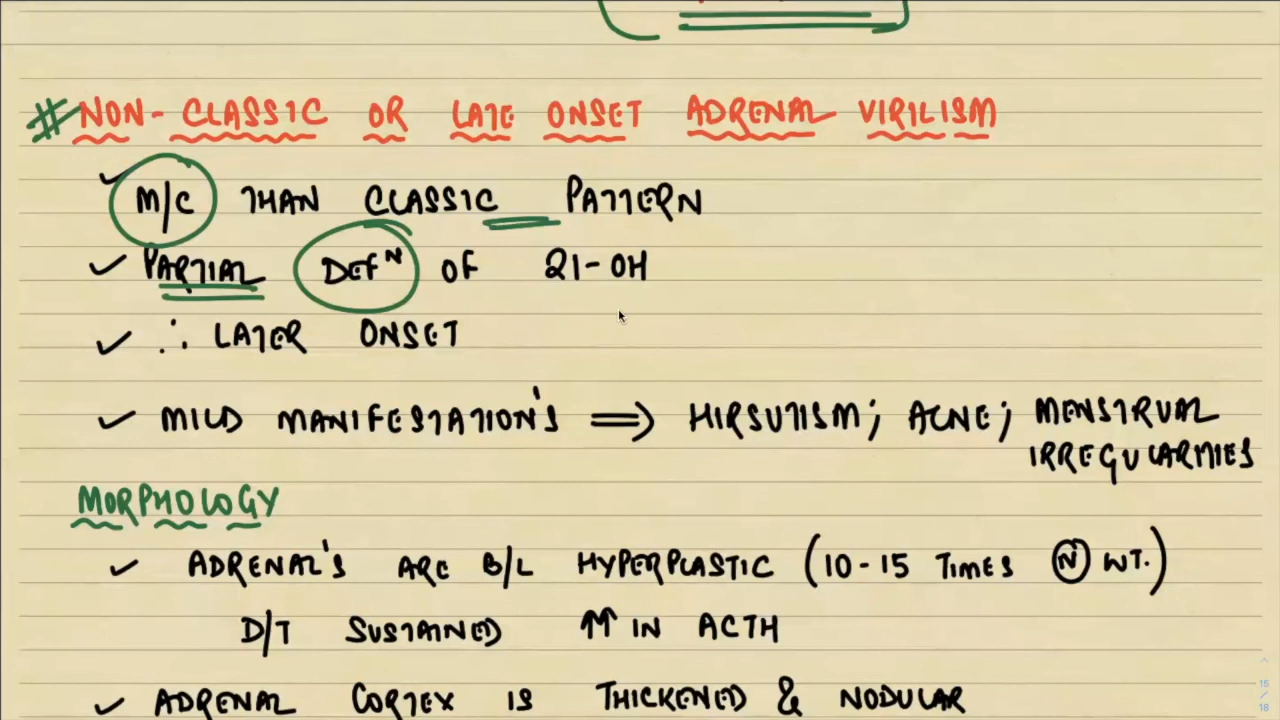 # NON-CLASSIC OR LATE ONSET ADRENAL VIRILISM
✓ M/C THAN CLASSIC PATTERN
✓ PARTIAL DEFᴺ OF 21-OH
✓ ∴ LATER ONSET
✓ MILD MANIFESTATION'S ⇒ HIRSUTISM; ACNE; MENSTRUAL
IRREGULARITIES
MORPHOLOGY
✓ ADRENAL'S ARE B/L HYPERPLASTIC (10-15 TIMES Ⓝ WT.)
D/T SUSTAINED ↑↑ IN ACTH
✓ ADRENAL CORTEX IS THICKENED & NODULAR
15
/
18